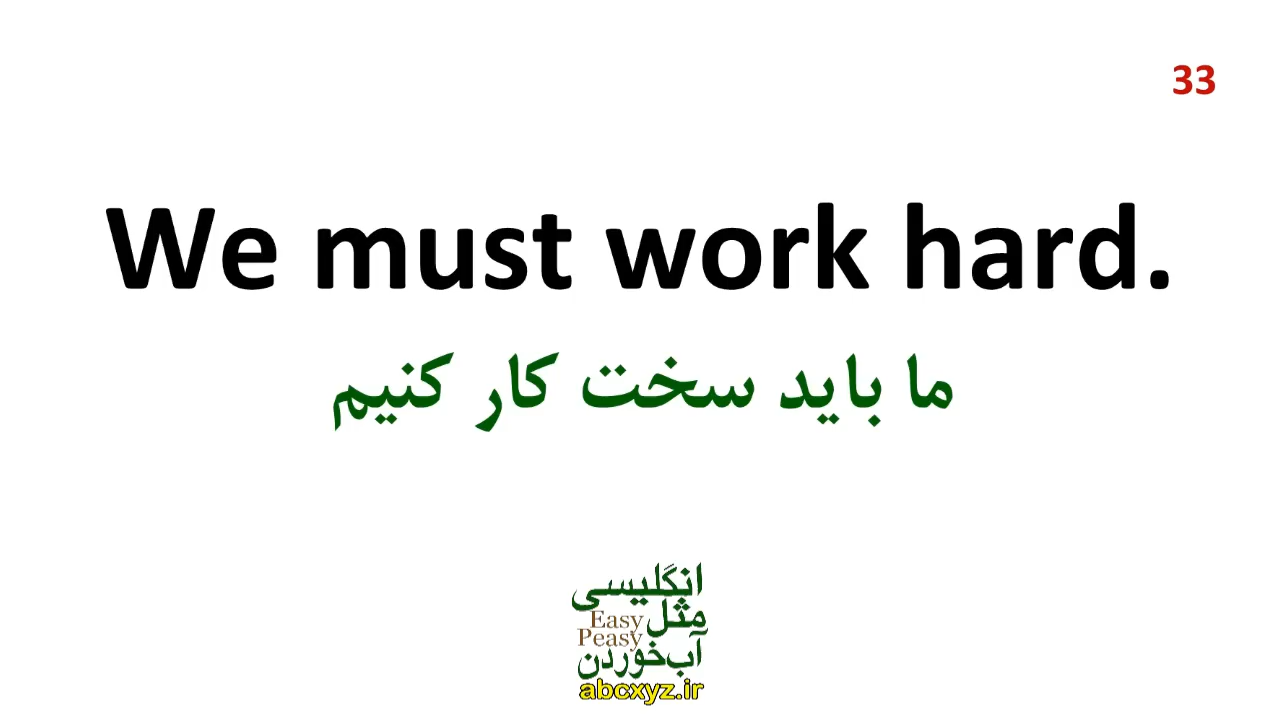 33
We must work hard.
ما باید سخت کار کنیم
انگلیسی
مثل
Easy
Peasy
آب‌خوردن
abcxyz.ir